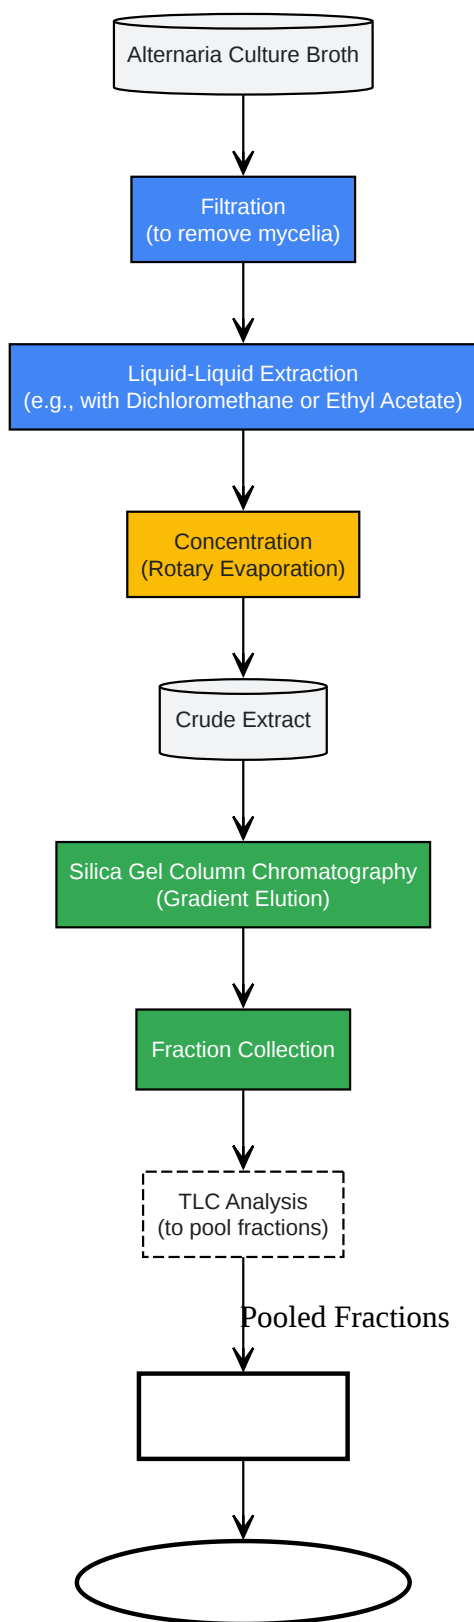 Alternaria Culture Broth
Filtration
(to remove mycelia)
Liquid-Liquid Extraction
(e.g., with Dichloromethane or Ethyl Acetate)
Concentration
(Rotary Evaporation)
Crude Extract
Silica Gel Column Chromatography
(Gradient Elution)
Fraction Collection
TLC Analysis
(to pool fractions)
Pooled Fractions